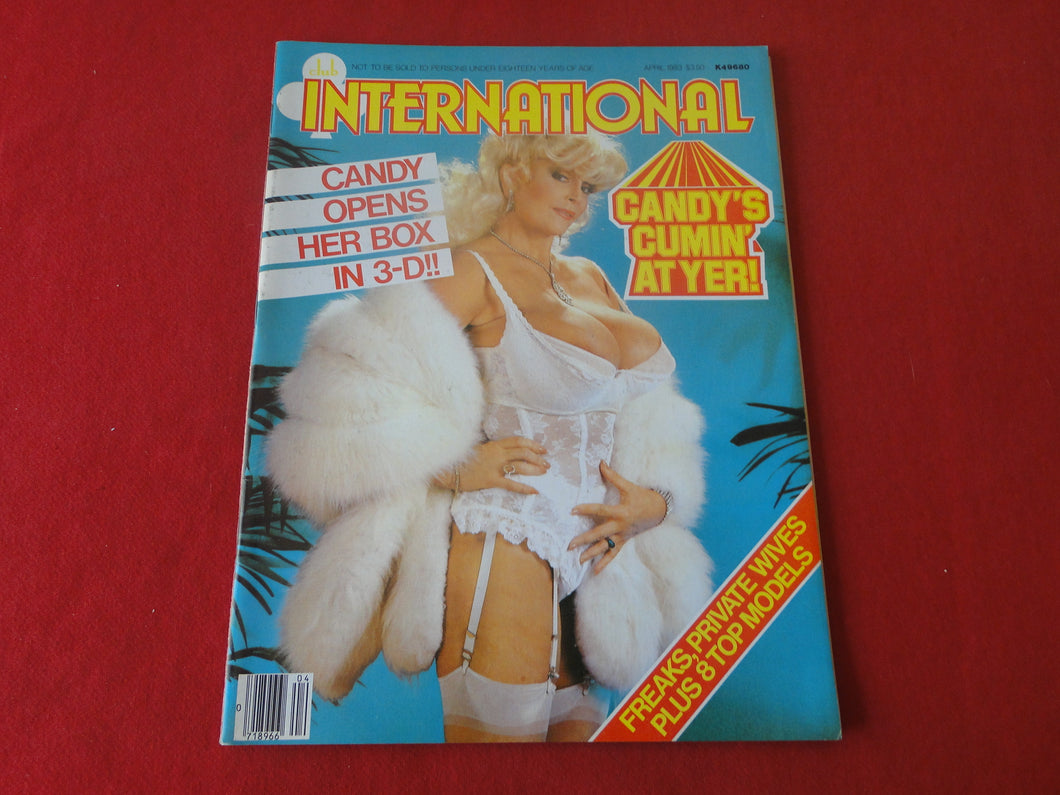 club
NOT TO BE SOLD TO PERSONS UNDER EIGHTEEN YEARS OF AGE
APRIL 1983 $3.50 K49680
INTERNATIONAL
CANDY
OPENS
HER BOX
IN 3-D!!
CANDY'S
CUMIN'
AT YER!
FREAKS, PRIVATE WIVES
PLUS 8 TOP MODELS
04
0
718966